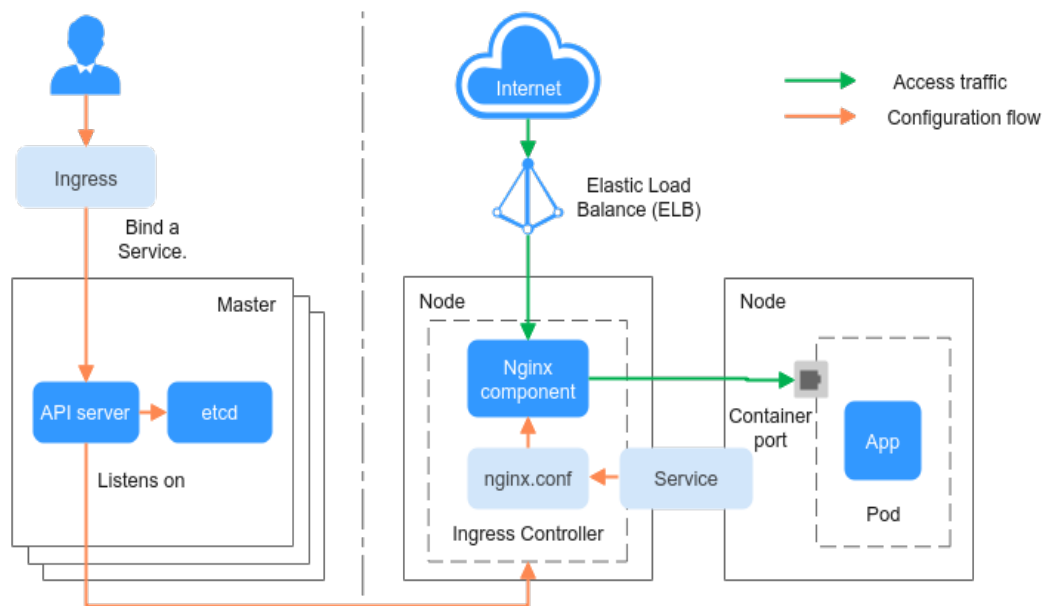 Internet
Access traffic
Configuration flow
Ingress
Elastic Load
Balance (ELB)
Bind a
Service.
Master
Node
Node
Nginx
component
API server
etcd
Container
port
App
Listens on
nginx.conf
Service
Pod
Ingress Controller